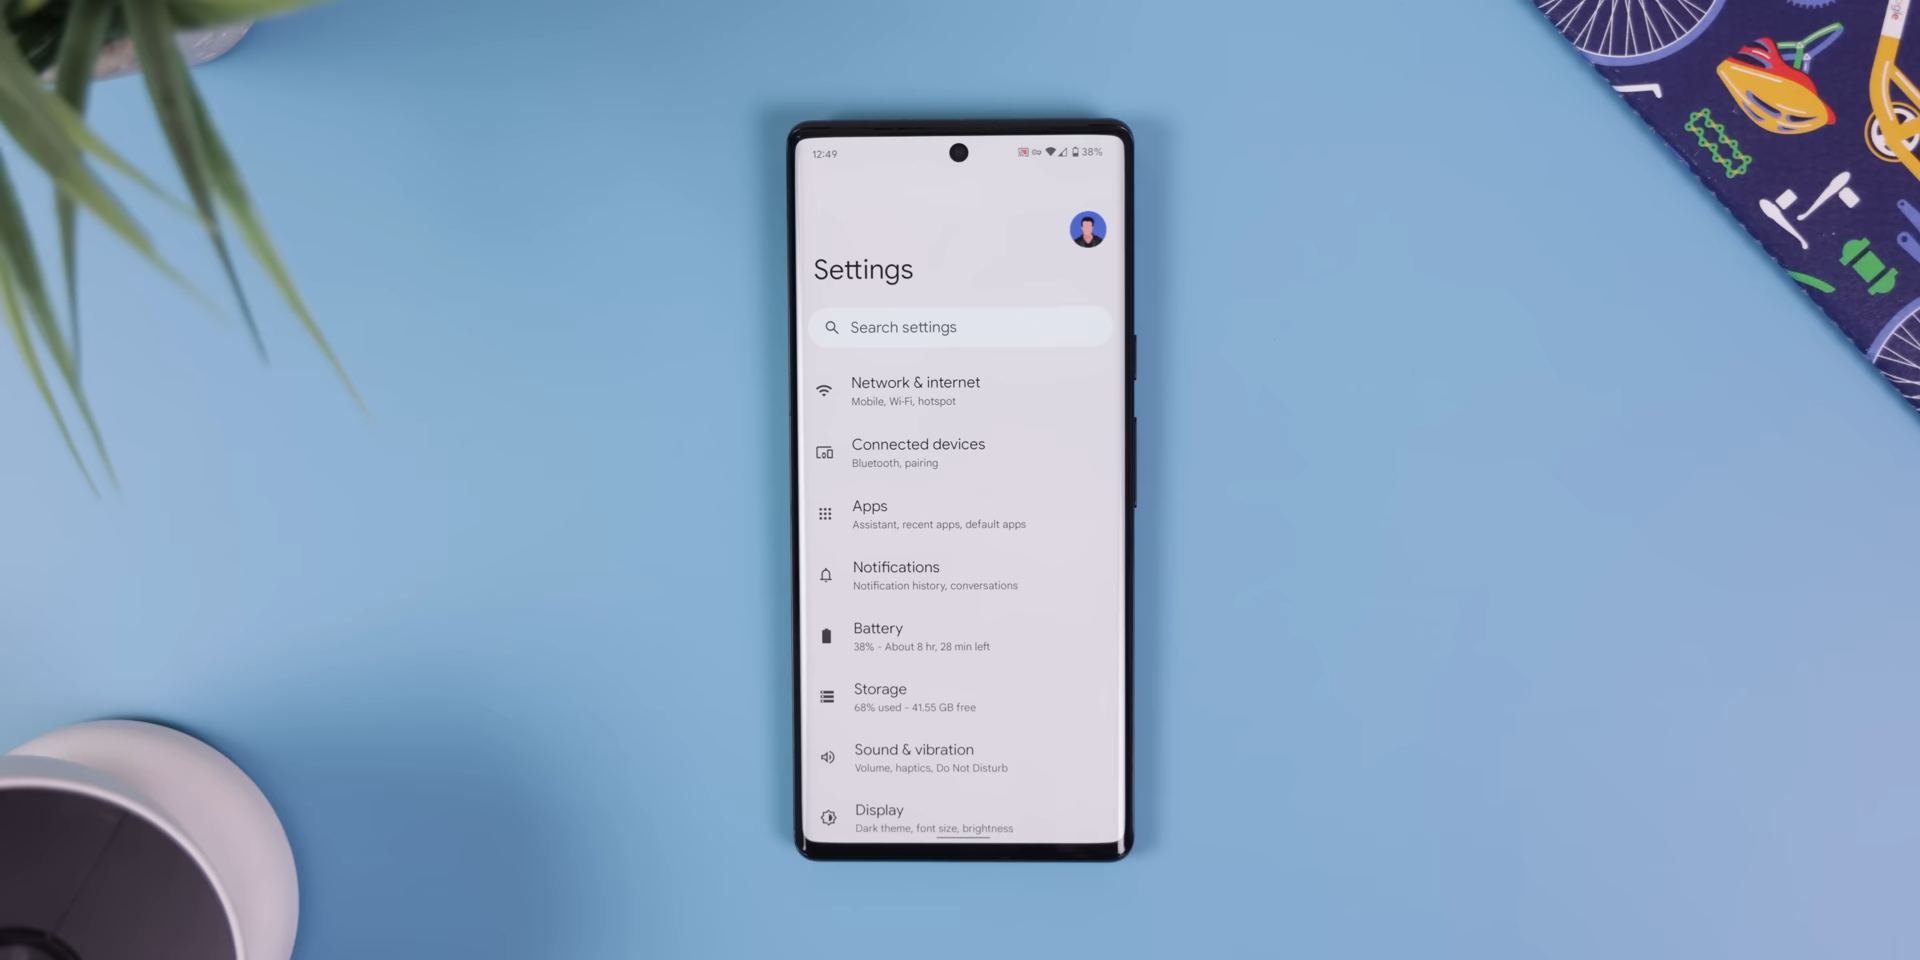 12:49
38%
Settings
Search settings
Network & internet
Mobile, Wi-Fi, hotspot
Connected devices
Bluetooth, pairing
Apps
Assistant, recent apps, default apps
Notifications
Notification history, conversations
Battery
38% - About 8 hr, 28 min left
Storage
68% used - 41.55 GB free
Sound & vibration
Volume, haptics, Do Not Disturb
Display
Dark theme, font size, brightness